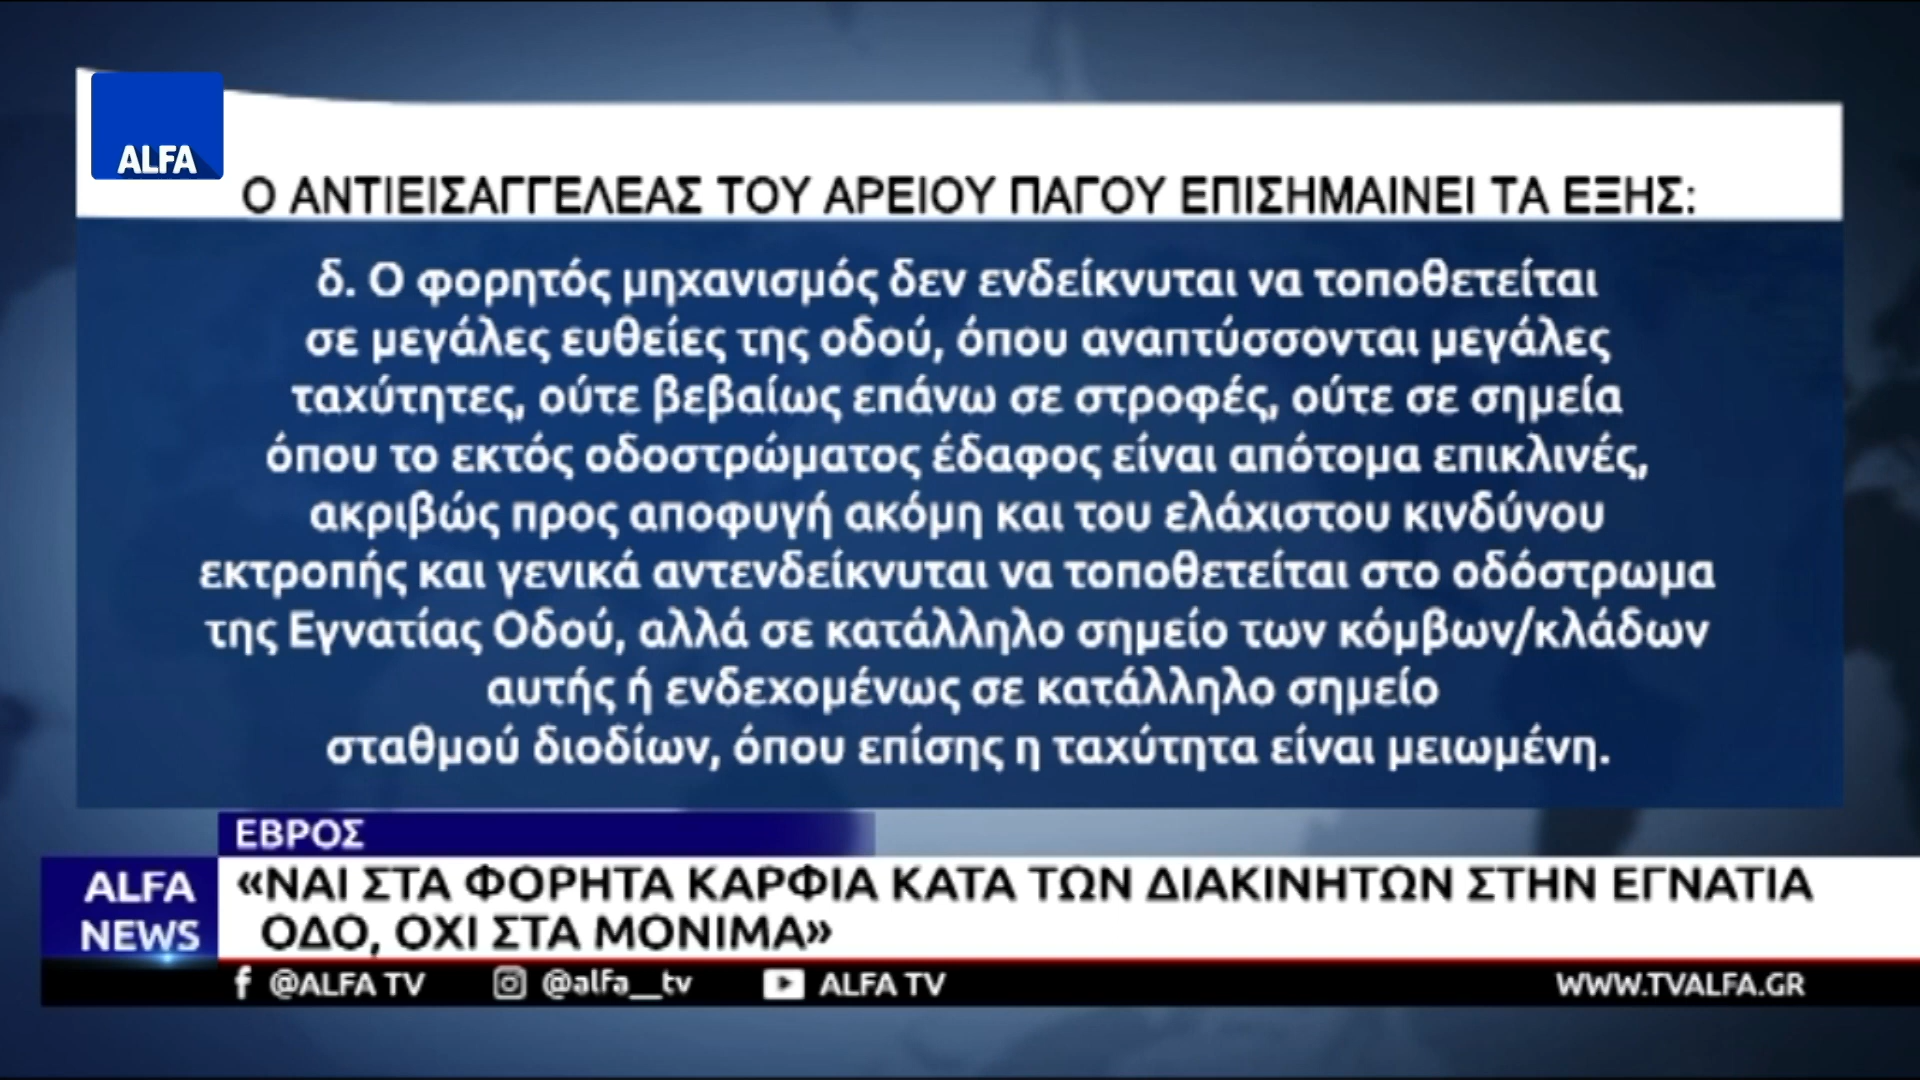 ALFA
Ο ΑΝΤΙΕΙΣΑΓΓΕΛΕΑΣ ΤΟΥ ΑΡΕΙΟΥ ΠΑΓΟΥ ΕΠΙΣΗΜΑΙΝΕΙ ΤΑ ΕΞΗΣ:
δ. Ο φορητός μηχανισμός δεν ενδείκνυται να τοποθετείται
σε μεγάλες ευθείες της οδού, όπου αναπτύσσονται μεγάλες
ταχύτητες, ούτε βεβαίως επάνω σε στροφές, ούτε σε σημεία
όπου το εκτός οδοστρώματος έδαφος είναι απότομα επικλινές,
ακριβώς προς αποφυγή ακόμη και του ελάχιστου κινδύνου
εκτροπής και γενικά αντενδείκνυται να τοποθετείται στο οδόστρωμα
της Εγνατίας Οδού, αλλά σε κατάλληλο σημείο των κόμβων/κλάδων
αυτής ή ενδεχομένως σε κατάλληλο σημείο
σταθμού διοδίων, όπου επίσης η ταχύτητα είναι μειωμένη.
ΕΒΡΟΣ
ALFA NEWS
«ΝΑΙ ΣΤΑ ΦΟΡΗΤΑ ΚΑΡΦΙΑ ΚΑΤΑ ΤΩΝ ΔΙΑΚΙΝΗΤΩΝ ΣΤΗΝ ΕΓΝΑΤΙΑ
ΟΔΟ, ΟΧΙ ΣΤΑ ΜΟΝΙΜΑ»
@ALFA TV @alfa__tv ALFA TV WWW.TVALFA.GR